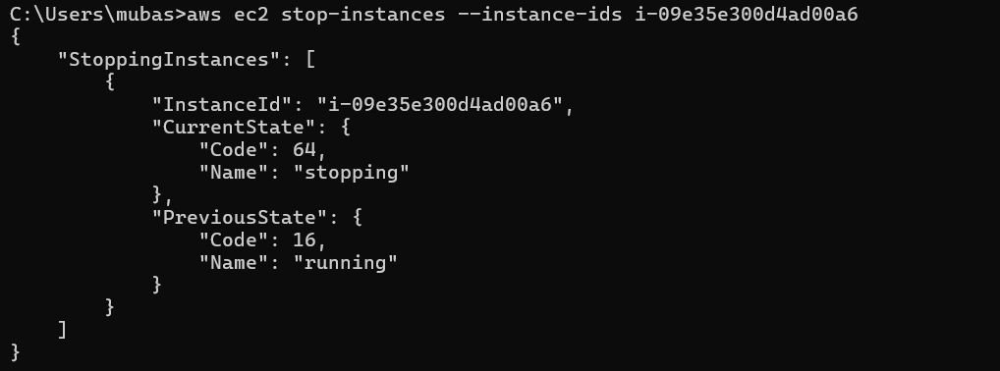 C:\Users\mubas>aws ec2 stop-instances --instance-ids i-09e35e300d4ad00a6
{
    "StoppingInstances": [
        {
            "InstanceId": "i-09e35e300d4ad00a6",
            "CurrentState": {
                "Code": 64,
                "Name": "stopping"
            },
            "PreviousState": {
                "Code": 16,
                "Name": "running"
            }
        }
    ]
}